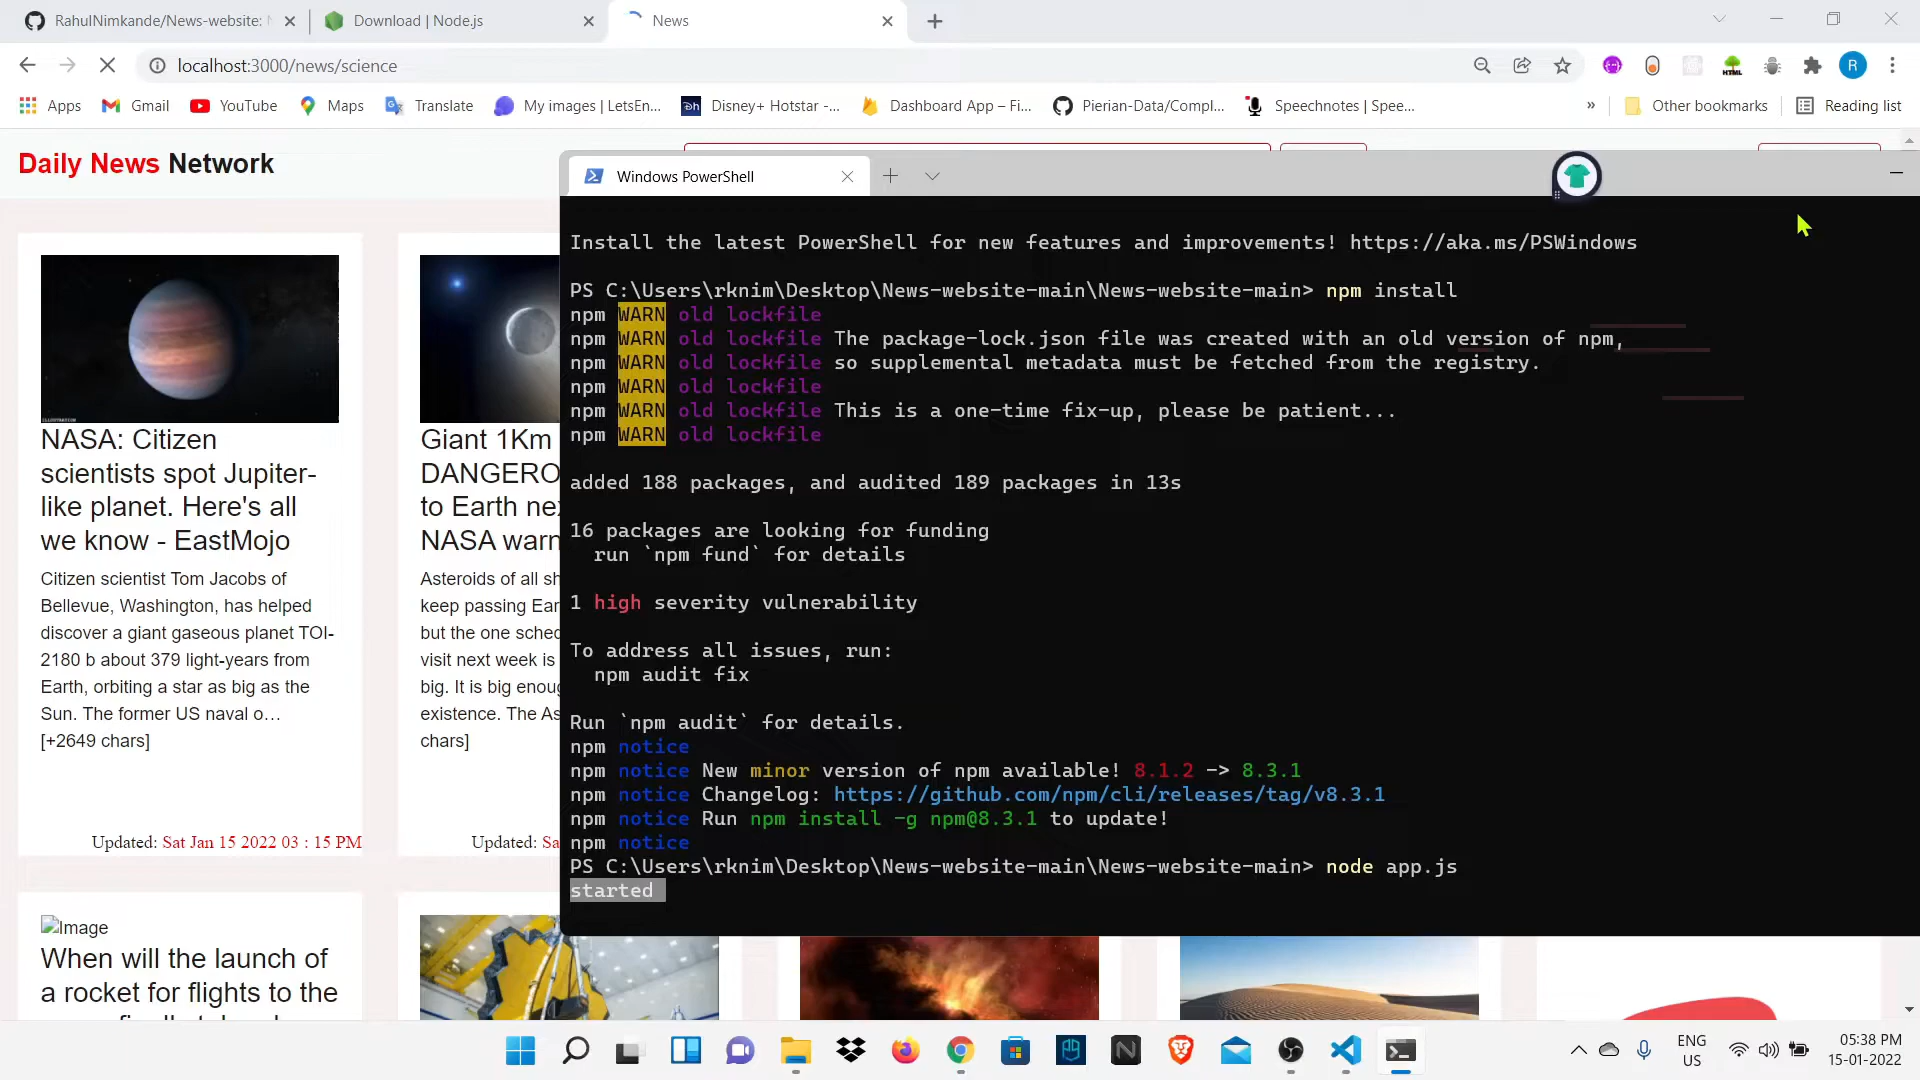 RahulNimkande/News-website:
Download | Node.js
News
localhost:3000/news/science
R
Apps
Gmail
YouTube
Maps
Translate
My images | LetsEn...
Disney+ Hotstar -...
Dashboard App – Fi...
Pierian-Data/Compl...
Speechnotes | Spee...
»
Other bookmarks
Reading list
Daily News Network
Windows PowerShell
Install the latest PowerShell for new features and improvements! https://aka.ms/PSWindows
PS C:\Users\rknim\Desktop\News-website-main\News-website-main> npm install
npm WARN old lockfile
npm WARN old lockfile The package-lock.json file was created with an old version of npm,
npm WARN old lockfile so supplemental metadata must be fetched from the registry.
npm WARN old lockfile
npm WARN old lockfile This is a one-time fix-up, please be patient...
npm WARN old lockfile
added 188 packages, and audited 189 packages in 13s
16 packages are looking for funding
run `npm fund` for details
1 high severity vulnerability
To address all issues, run:
npm audit fix
Run `npm audit` for details.
npm notice
npm notice New minor version of npm available! 8.1.2 -> 8.3.1
npm notice Changelog: https://github.com/npm/cli/releases/tag/v8.3.1
npm notice Run npm install -g npm@8.3.1 to update!
npm notice
PS C:\Users\rknim\Desktop\News-website-main\News-website-main> node app.js
started
NASA: Citizen
scientists spot Jupiter-
like planet. Here's all
we know - EastMojo
Citizen scientist Tom Jacobs of
Bellevue, Washington, has helped
discover a giant gaseous planet TOI-
2180 b about 379 light-years from
Earth, orbiting a star as big as the
Sun. The former US naval o…
[+2649 chars]
Updated: Sat Jan 15 2022 03 : 15 PM
Giant 1Km
DANGERO
to Earth ne
NASA warn
Asteroids of all sh
keep passing Ear
but the one sched
visit next week is
big. It is big enoug
existence. The As
chars]
Updated: Sa
Image
When will the launch of
a rocket for flights to the
ENG
US
05:38 PM
15-01-2022